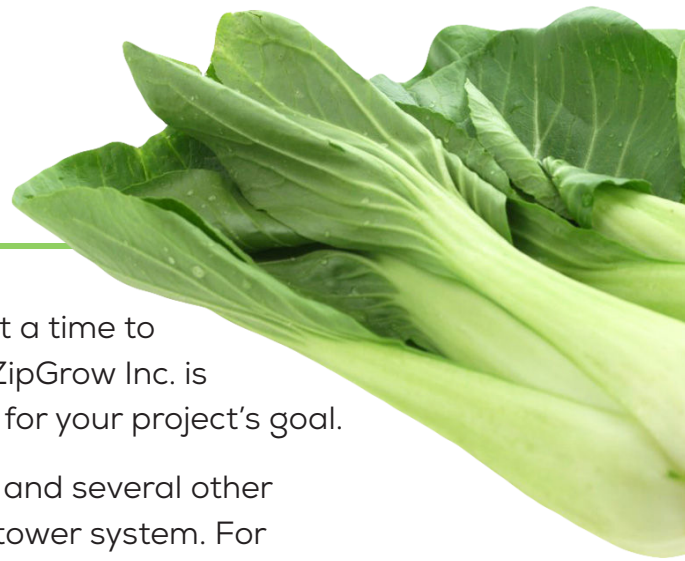 t a time to
ZipGrow Inc. is
for your project's goal.
and several other
tower system. For